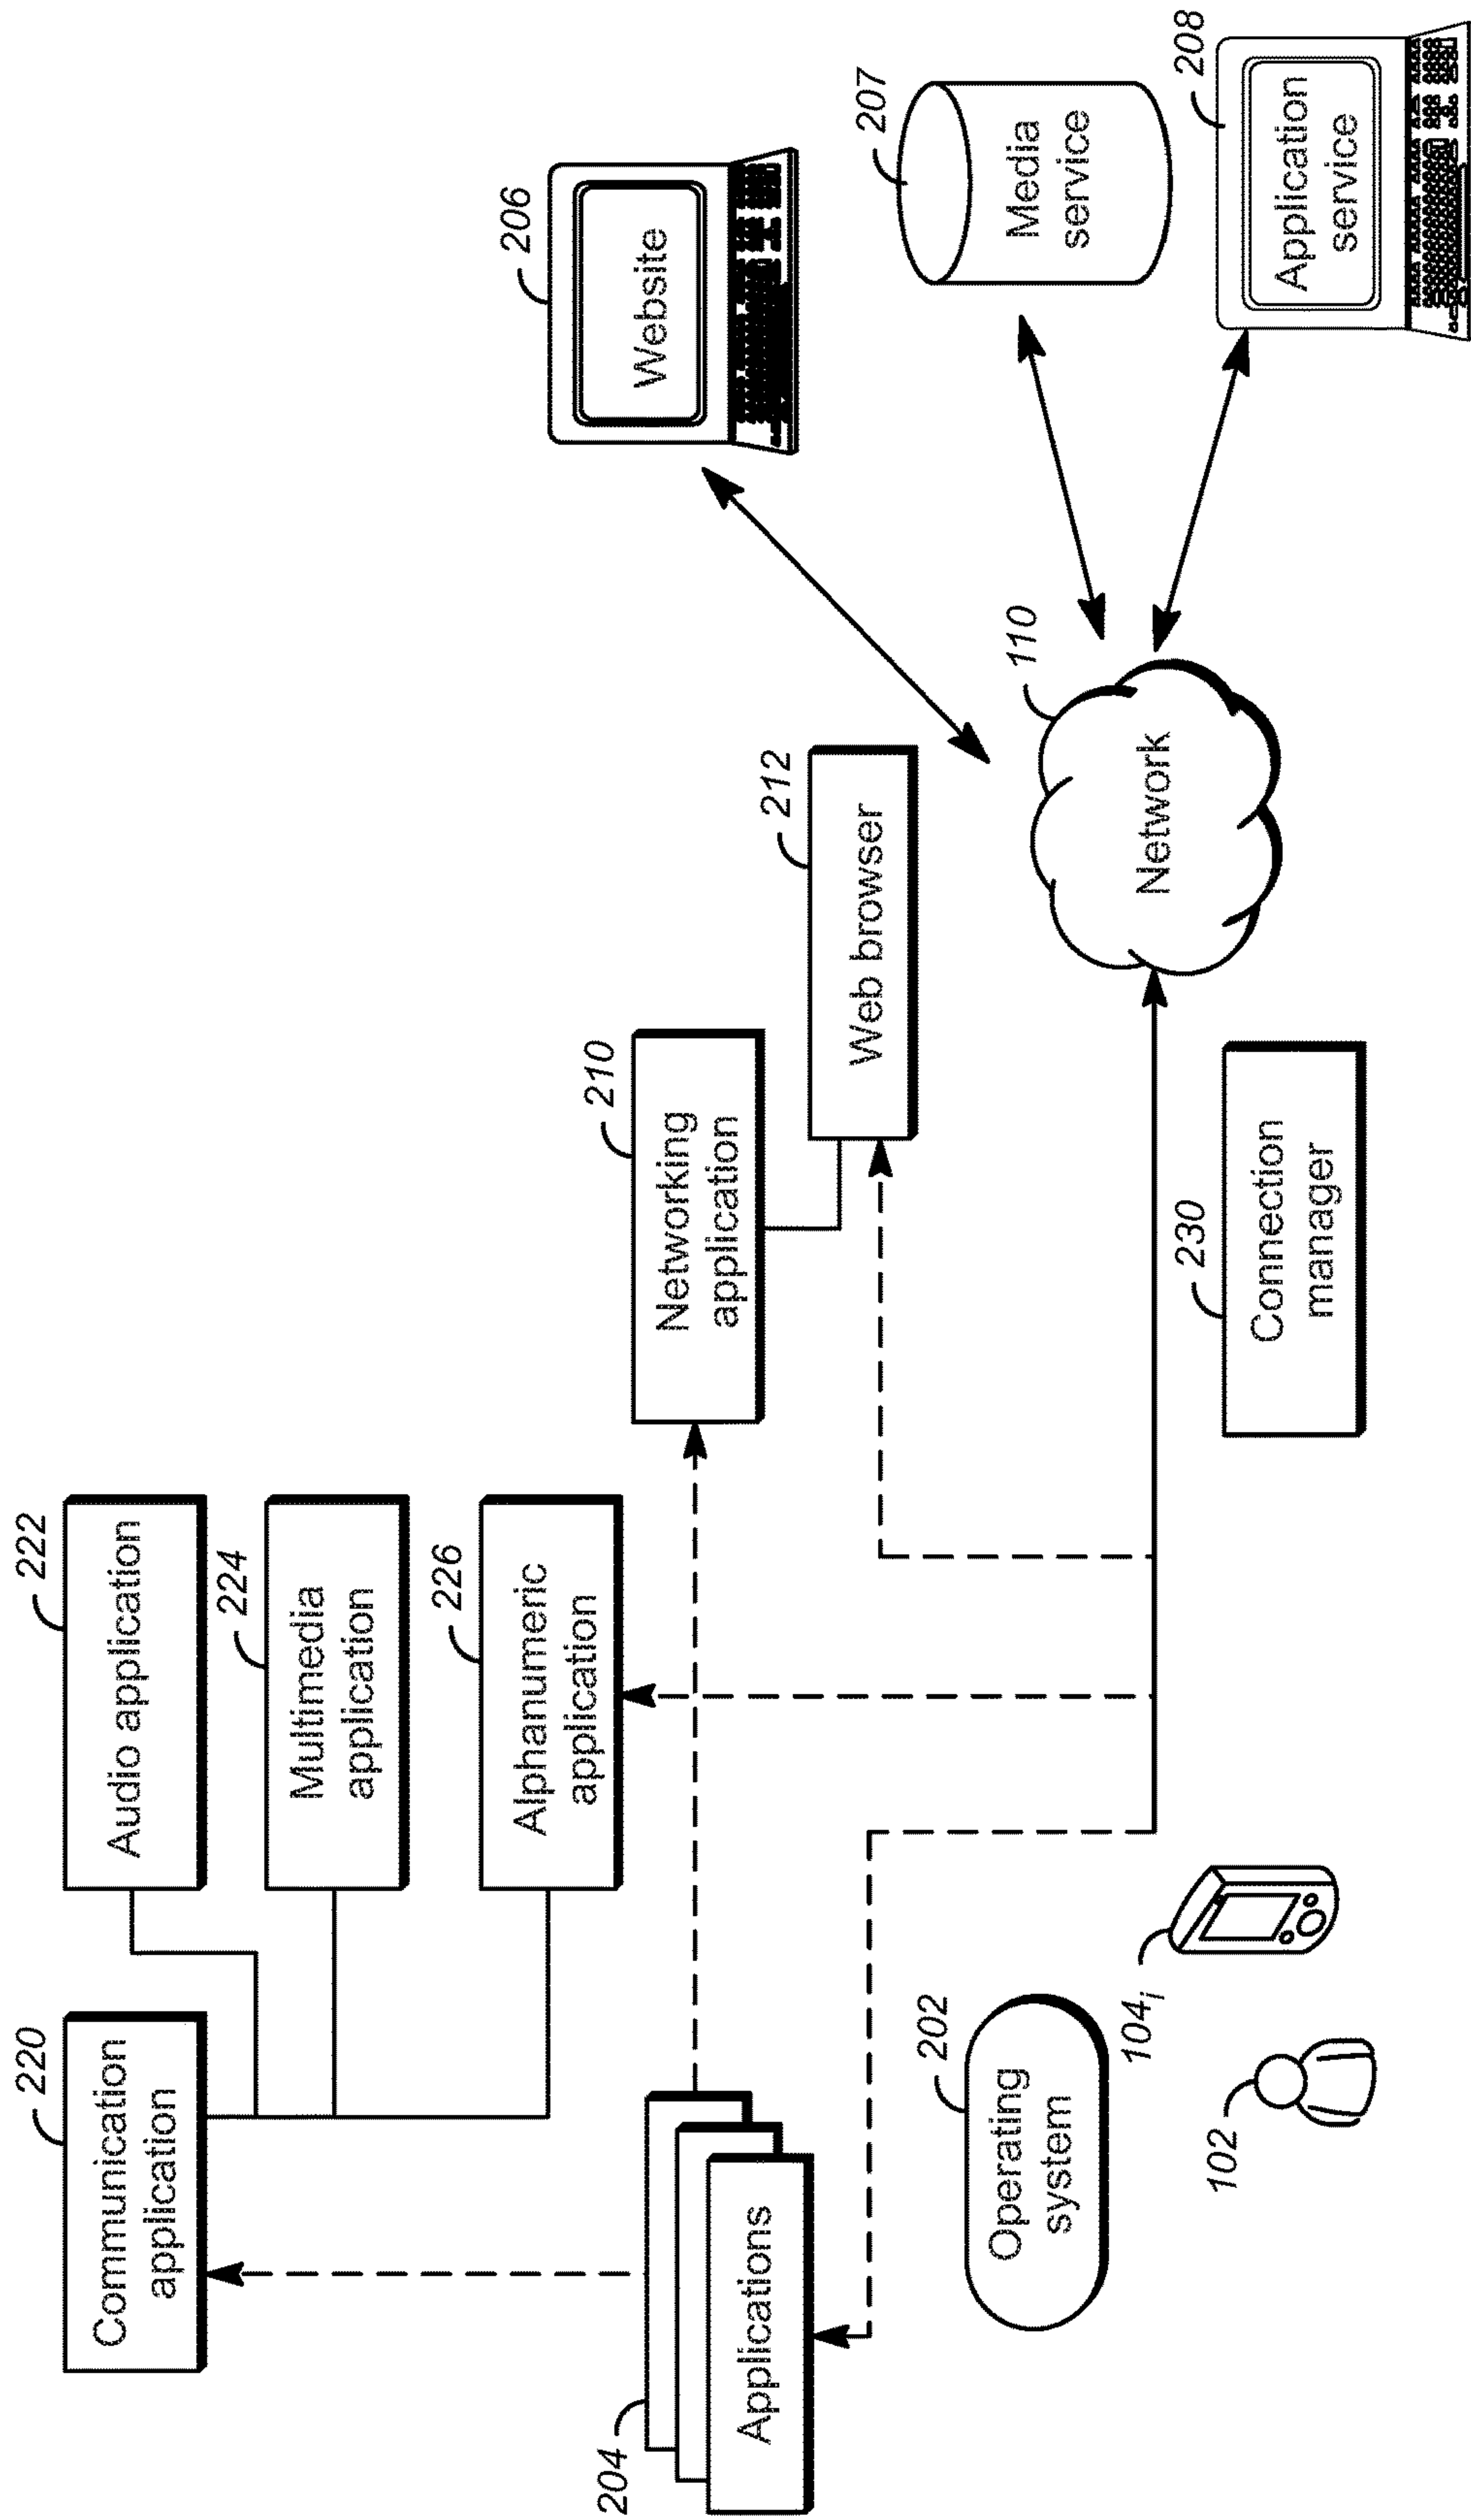 220
Communication
application
222
Audio application
224
Multimedia
application
226
Alphanumeric
application
204
Applications
210
Networking
application
212
Web browser
206
Website
207
Media
service
208
Application
service
110
Network
230
Connection
manager
202
Operating
system
104i
102